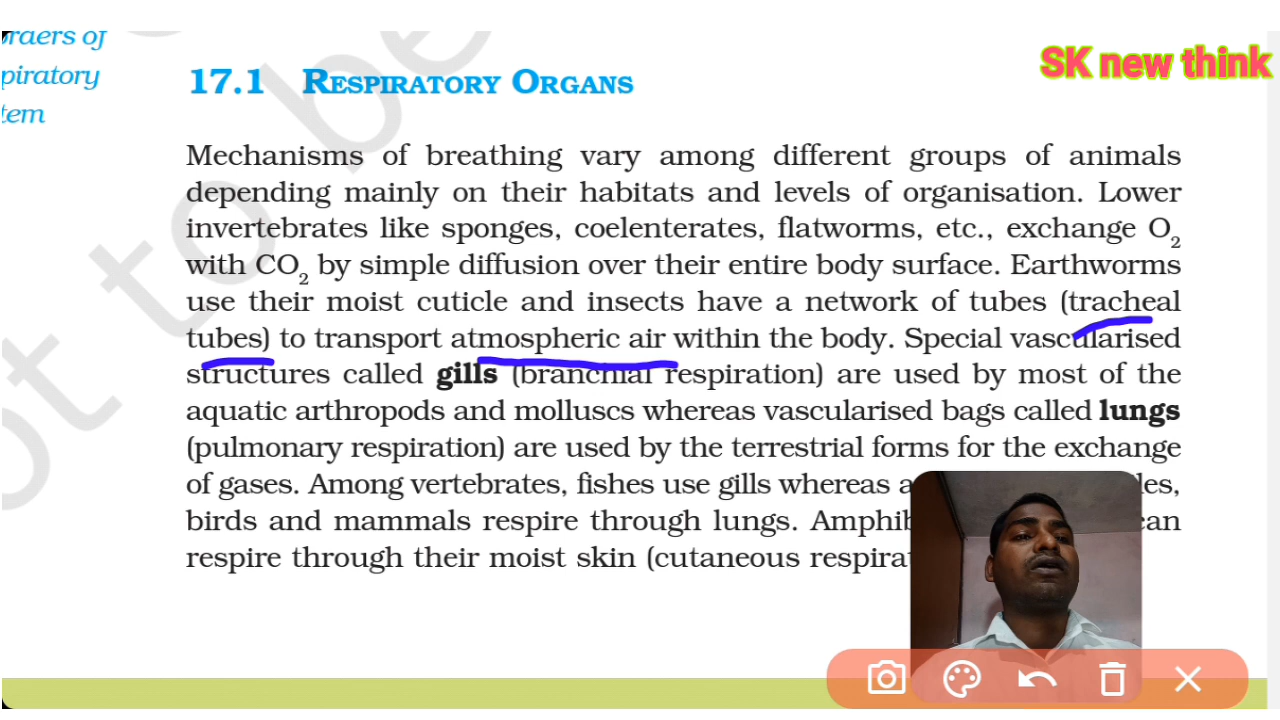 SK new think
piratory
17.1 RESPIRATORY ORGANS
Mechanisms of breathing vary among different groups of animals
depending mainly on their habitats and levels of organisation. Lower
invertebrates like sponges, coelenterates, flatworms, etc., exchange O₂
with CO₂ by simple diffusion over their entire body surface. Earthworms
use their moist cuticle and insects have a network of tubes (tracheal
tubes) to transport atmospheric air within the body. Special vascularised
structures called gills (branchial respiration) are used by most of the
aquatic arthropods and molluscs whereas vascularised bags called lungs
(pulmonary respiration) are used by the terrestrial forms for the exchange
of gases. Among vertebrates, fishes use gills whereas
birds and mammals respire through lungs. can
respire through their moist skin (cutaneous